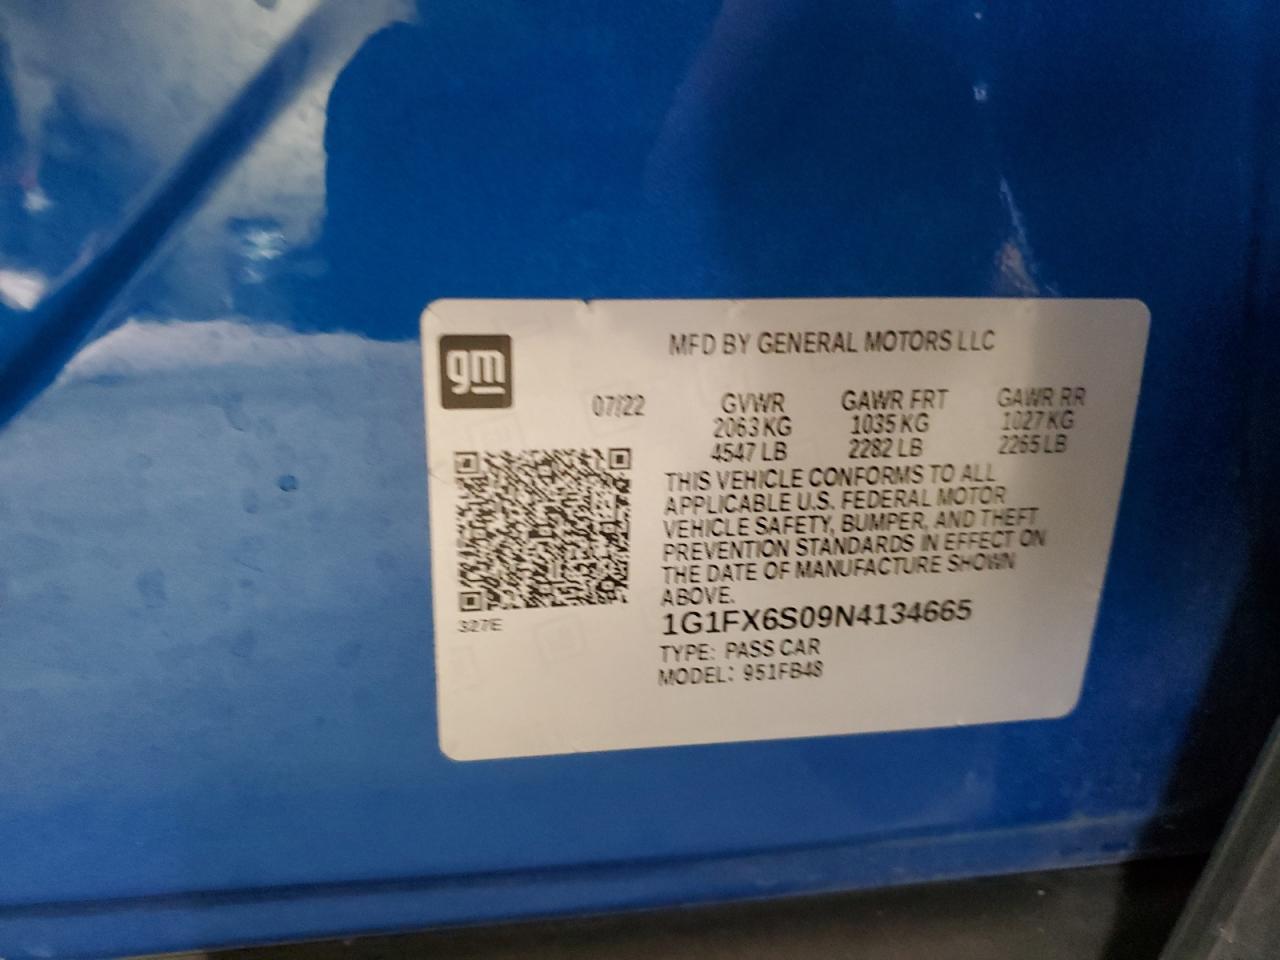 gm
MFD BY GENERAL MOTORS LLC
07/22 GVWR GAWR FRT GAWR RR
2063 KG 1035 KG 1027 KG
4547 LB 2282 LB 2265 LB
THIS VEHICLE CONFORMS TO ALL
APPLICABLE U.S. FEDERAL MOTOR
VEHICLE SAFETY, BUMPER, AND THEFT
PREVENTION STANDARDS IN EFFECT ON
THE DATE OF MANUFACTURE SHOWN
ABOVE.
327E
1G1FX6S09N4134665
TYPE: PASS CAR
MODEL: 951FB48